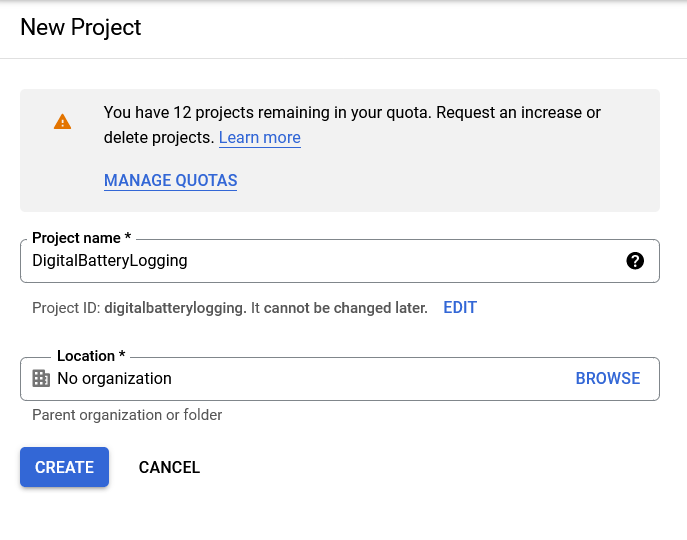 New Project
You have 12 projects remaining in your quota. Request an increase or
delete projects. Learn more
MANAGE QUOTAS
Project name *
DigitalBatteryLogging
Project ID: digitalbatterylogging. It cannot be changed later. EDIT
Location *
No organization BROWSE
Parent organization or folder
CREATE CANCEL